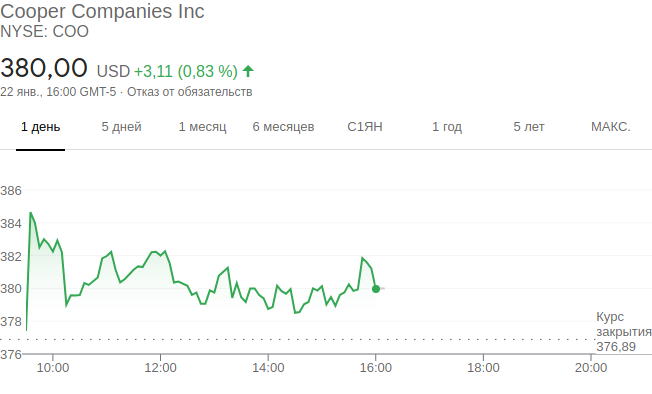 Cooper Companies Inc
NYSE: COO
380,00 USD +3,11 (0,83 %)
22 янв., 16:00 GMT-5 · Отказ от обязательств
1 день 5 дней 1 месяц 6 месяцев С1ЯН 1 год 5 лет МАКС.
386
384
382
380
378
Курс
закрытия
376,89
376
10:00 12:00 14:00 16:00 18:00 20:00